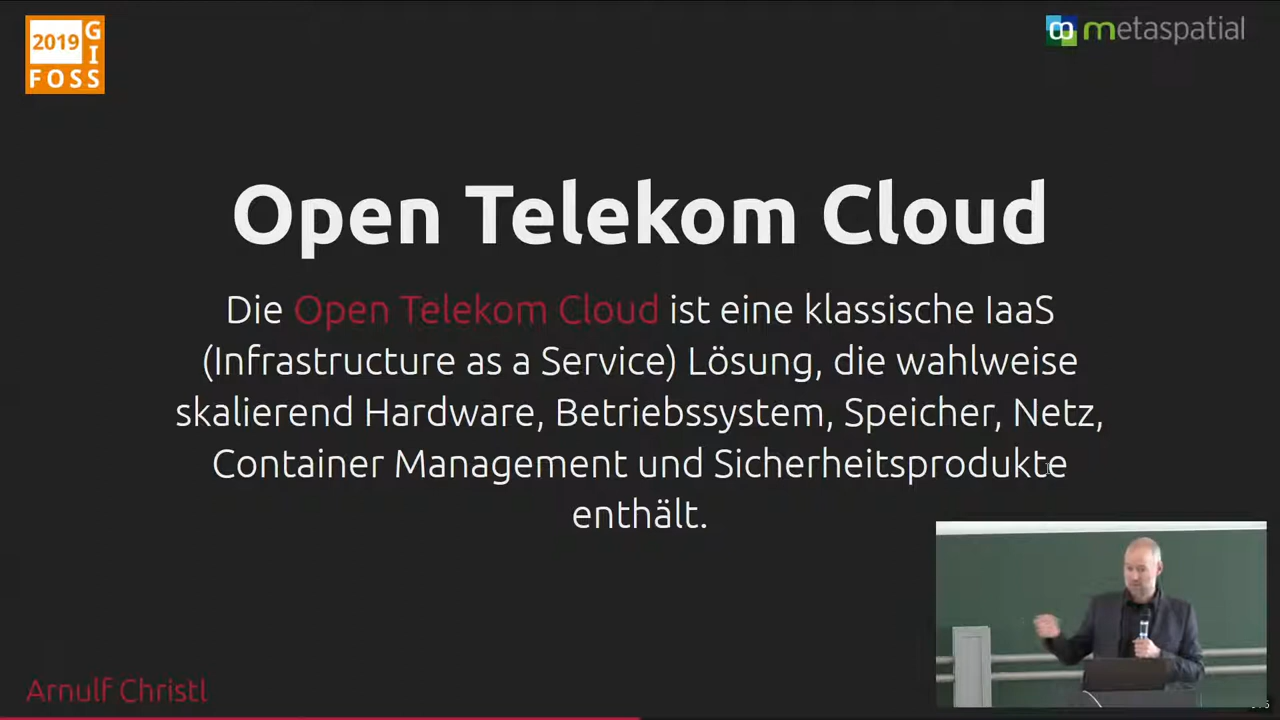 2019
G
I
FOSS
metaspatial
Open Telekom Cloud
Die Open Telekom Cloud ist eine klassische IaaS
(Infrastructure as a Service) Lösung, die wahlweise
skalierend Hardware, Betriebssystem, Speicher, Netz,
Container Management und Sicherheitsprodukte
enthält.
Arnulf Christl